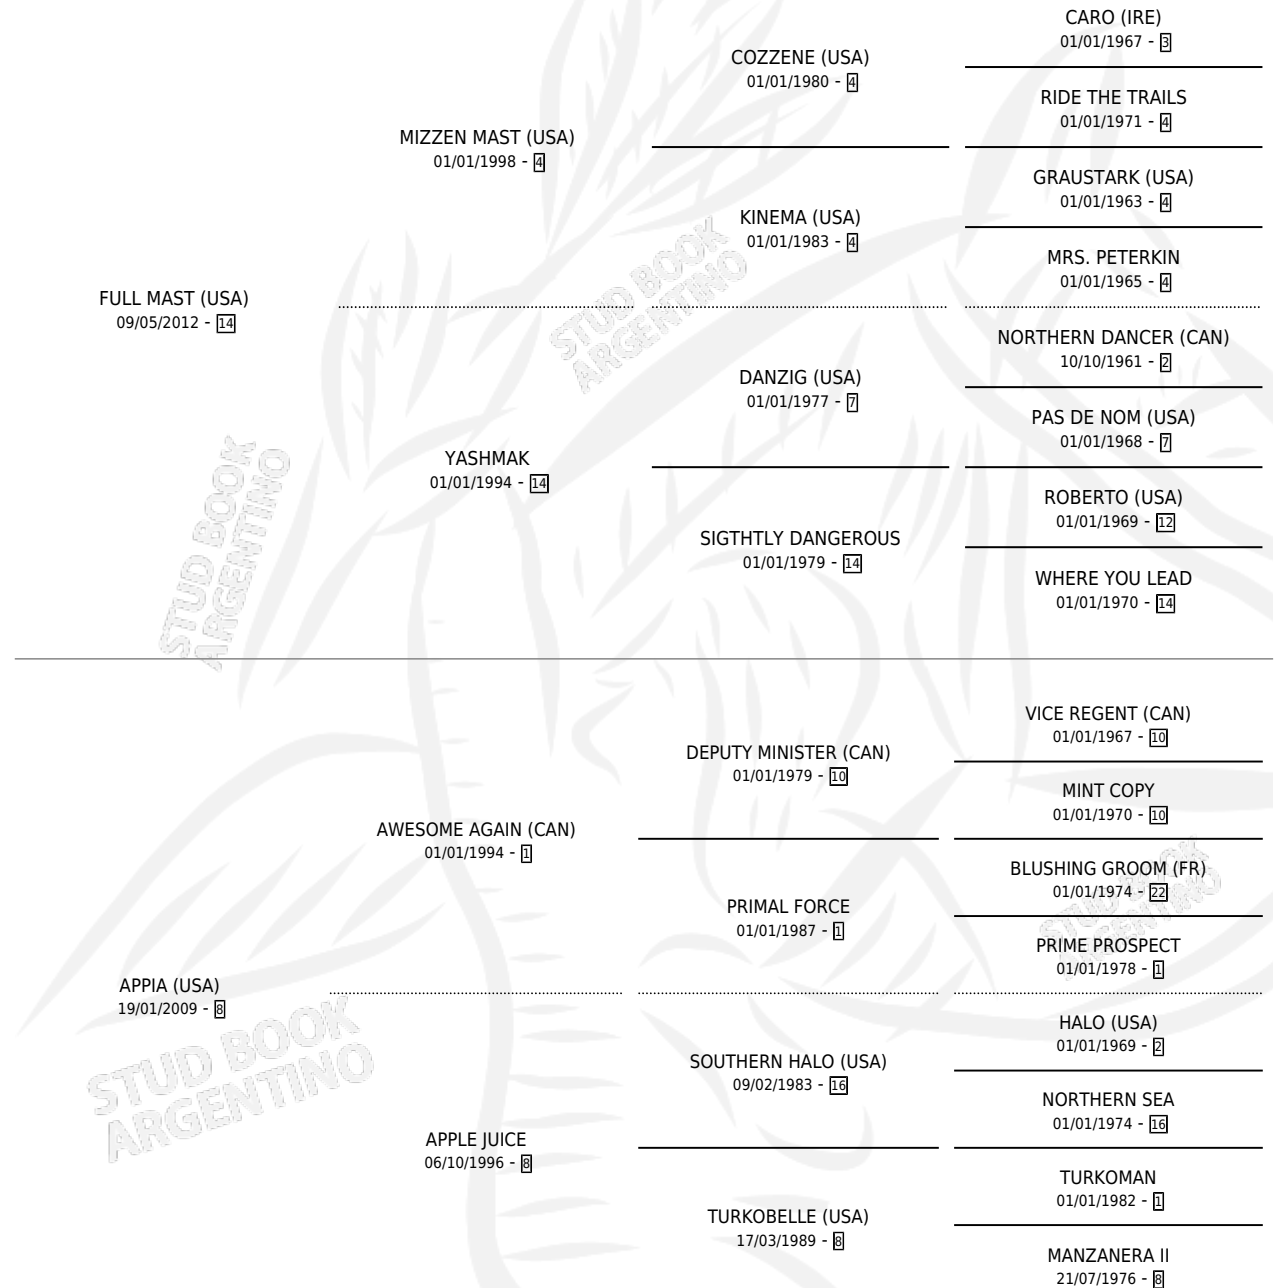 CARO (IRE)
01/01/1967 - 3
COZZENE (USA)
01/01/1980 - 4
RIDE THE TRAILS
01/01/1971 - 4
MIZZEN MAST (USA)
01/01/1998 - 4
GRAUSTARK (USA)
01/01/1963 - 4
KINEMA (USA)
01/01/1983 - 4
MRS. PETERKIN
01/01/1965 - 4
FULL MAST (USA)
09/05/2012 - 14
NORTHERN DANCER (CAN)
10/10/1961 - 2
DANZIG (USA)
01/01/1977 - 7
PAS DE NOM (USA)
01/01/1968 - 7
YASHMAK
01/01/1994 - 14
ROBERTO (USA)
01/01/1969 - 12
SIGTHTLY DANGEROUS
01/01/1979 - 14
WHERE YOU LEAD
01/01/1970 - 14
VICE REGENT (CAN)
01/01/1967 - 10
DEPUTY MINISTER (CAN)
01/01/1979 - 10
MINT COPY
01/01/1970 - 10
AWESOME AGAIN (CAN)
01/01/1994 - 1
BLUSHING GROOM (FR)
01/01/1974 - 22
PRIMAL FORCE
01/01/1987 - 1
PRIME PROSPECT
01/01/1978 - 1
APPIA (USA)
19/01/2009 - 8
HALO (USA)
01/01/1969 - 2
SOUTHERN HALO (USA)
09/02/1983 - 16
NORTHERN SEA
01/01/1974 - 16
APPLE JUICE
06/10/1996 - 8
TURKOMAN
01/01/1982 - 1
TURKOBELLE (USA)
17/03/1989 - 8
MANZANERA II
21/07/1976 - 8
STUD BOOK
ARGENTINO
STUD BOOK
ARGENTINO
STUD BOOK
ARGENTINO
STUD BOOK
ARGENTINO